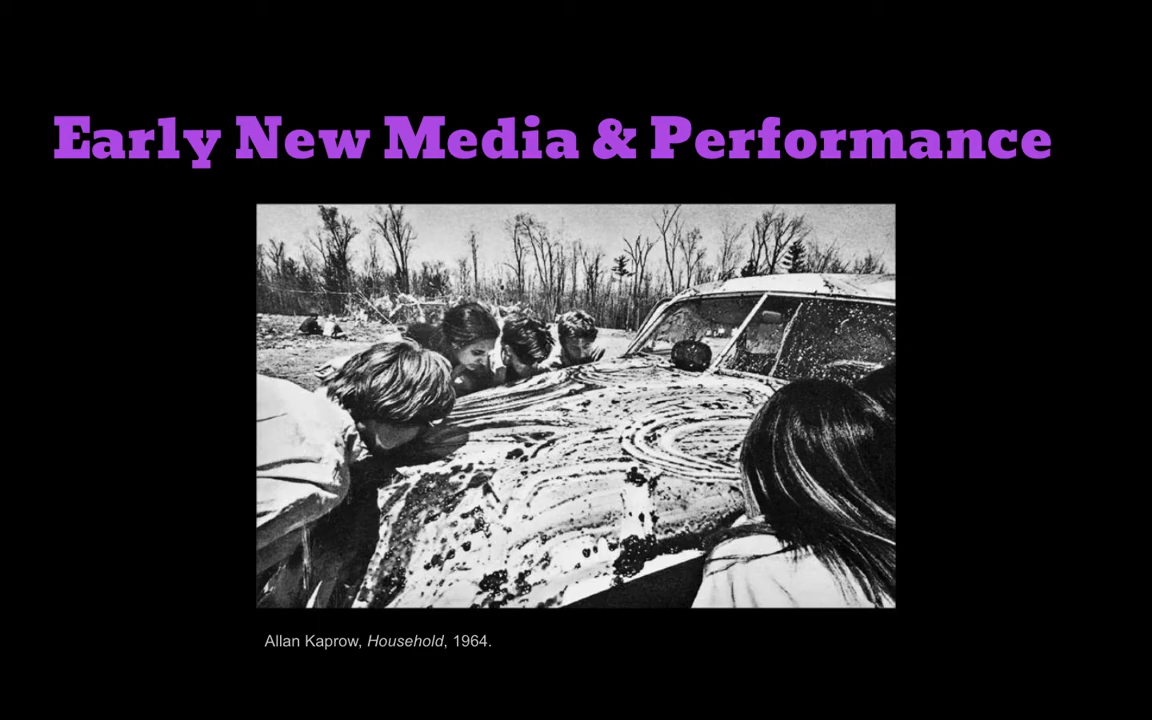 Early New Media & Performance
Allan Kaprow, Household, 1964.